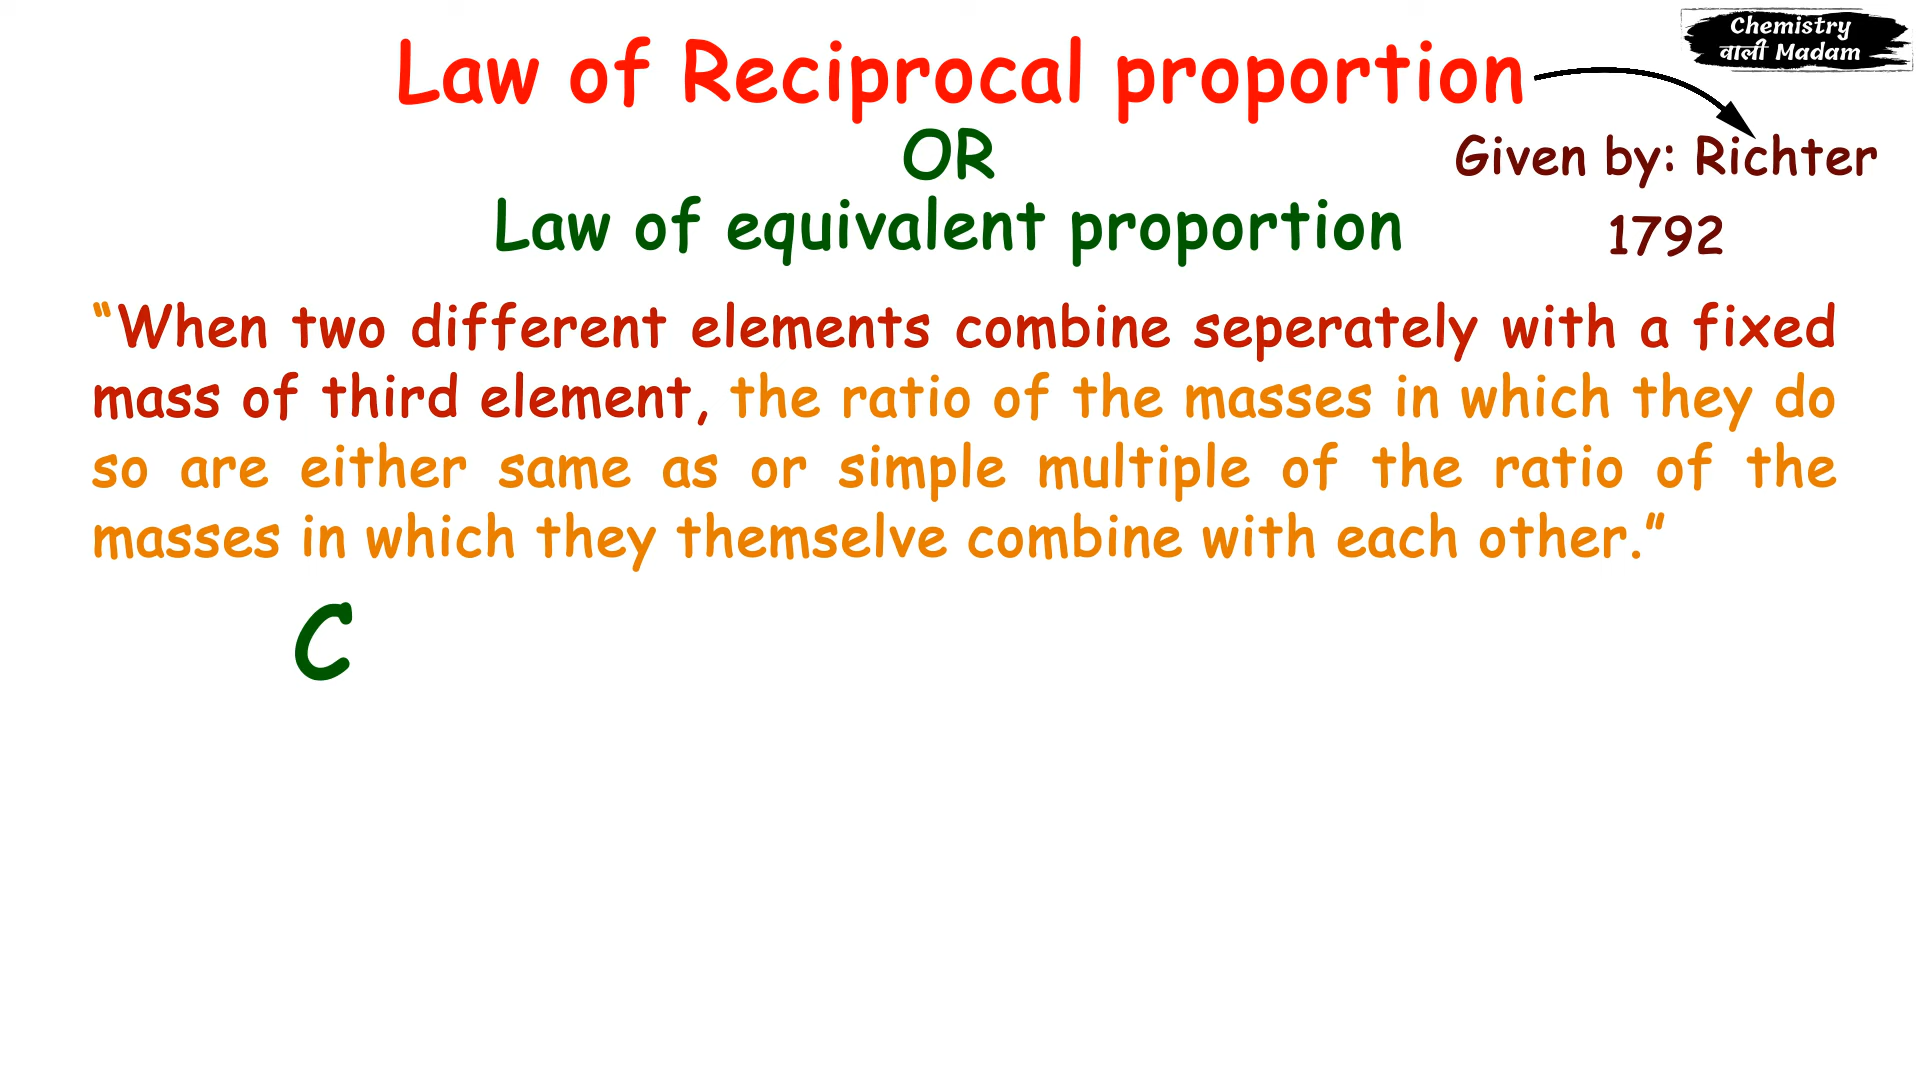 Chemistry
वाली Madam
Law of Reciprocal proportion
OR
Given by: Richter
Law of equivalent proportion
1792
“When two different elements combine seperately with a fixed
mass of third element, the ratio of the masses in which they do
so are either same as or simple multiple of the ratio of the
masses in which they themselve combine with each other.”
C